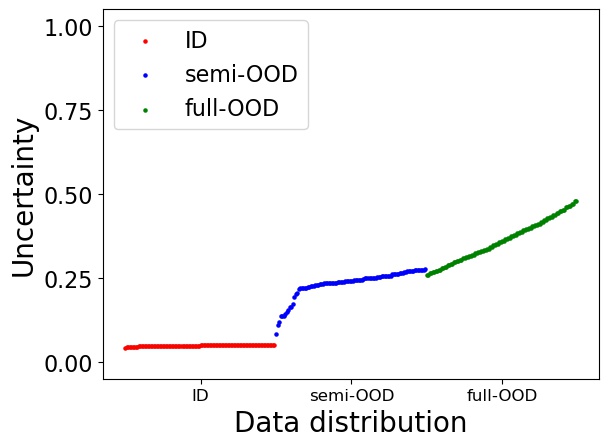 1.00
0.75
0.50
0.25
0.00
Uncertainty
ID
semi-OOD
full-OOD
ID semi-OOD full-OOD
Data distribution